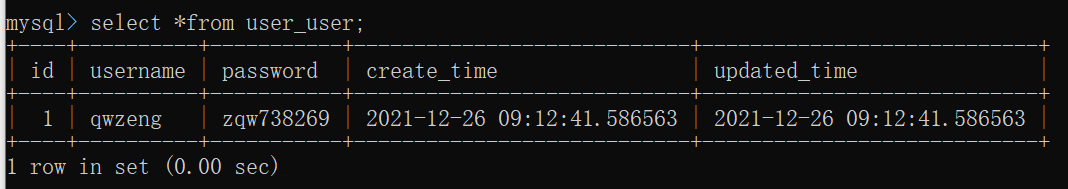 mysql> select *from user_user;
+----+----------+-----------+----------------------------+----------------------------+
| id | username | password  | create_time                | updated_time               |
+----+----------+-----------+----------------------------+----------------------------+
|  1 | qwzeng   | zqw738269 | 2021-12-26 09:12:41.586563 | 2021-12-26 09:12:41.586563 |
+----+----------+-----------+----------------------------+----------------------------+
1 row in set (0.00 sec)